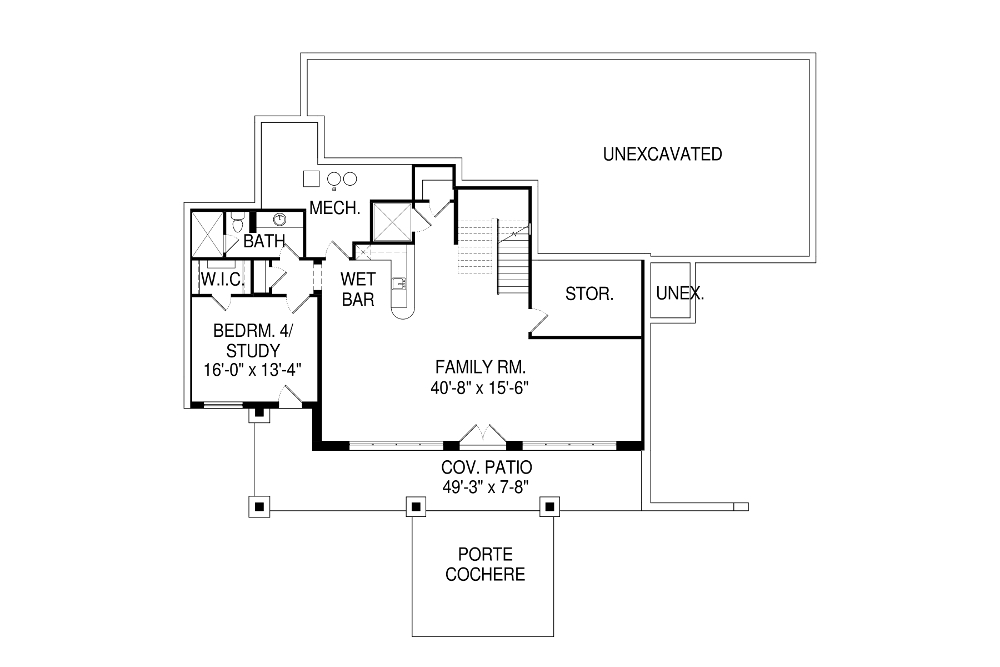 UNEXCAVATED
MECH.
BATH
W.I.C.
WET
BAR
STOR.
UNEX.
BEDRM. 4/
STUDY
16'-0" x 13'-4"
FAMILY RM.
40'-8" x 15'-6"
COV. PATIO
49'-3" x 7'-8"
PORTE
COCHERE